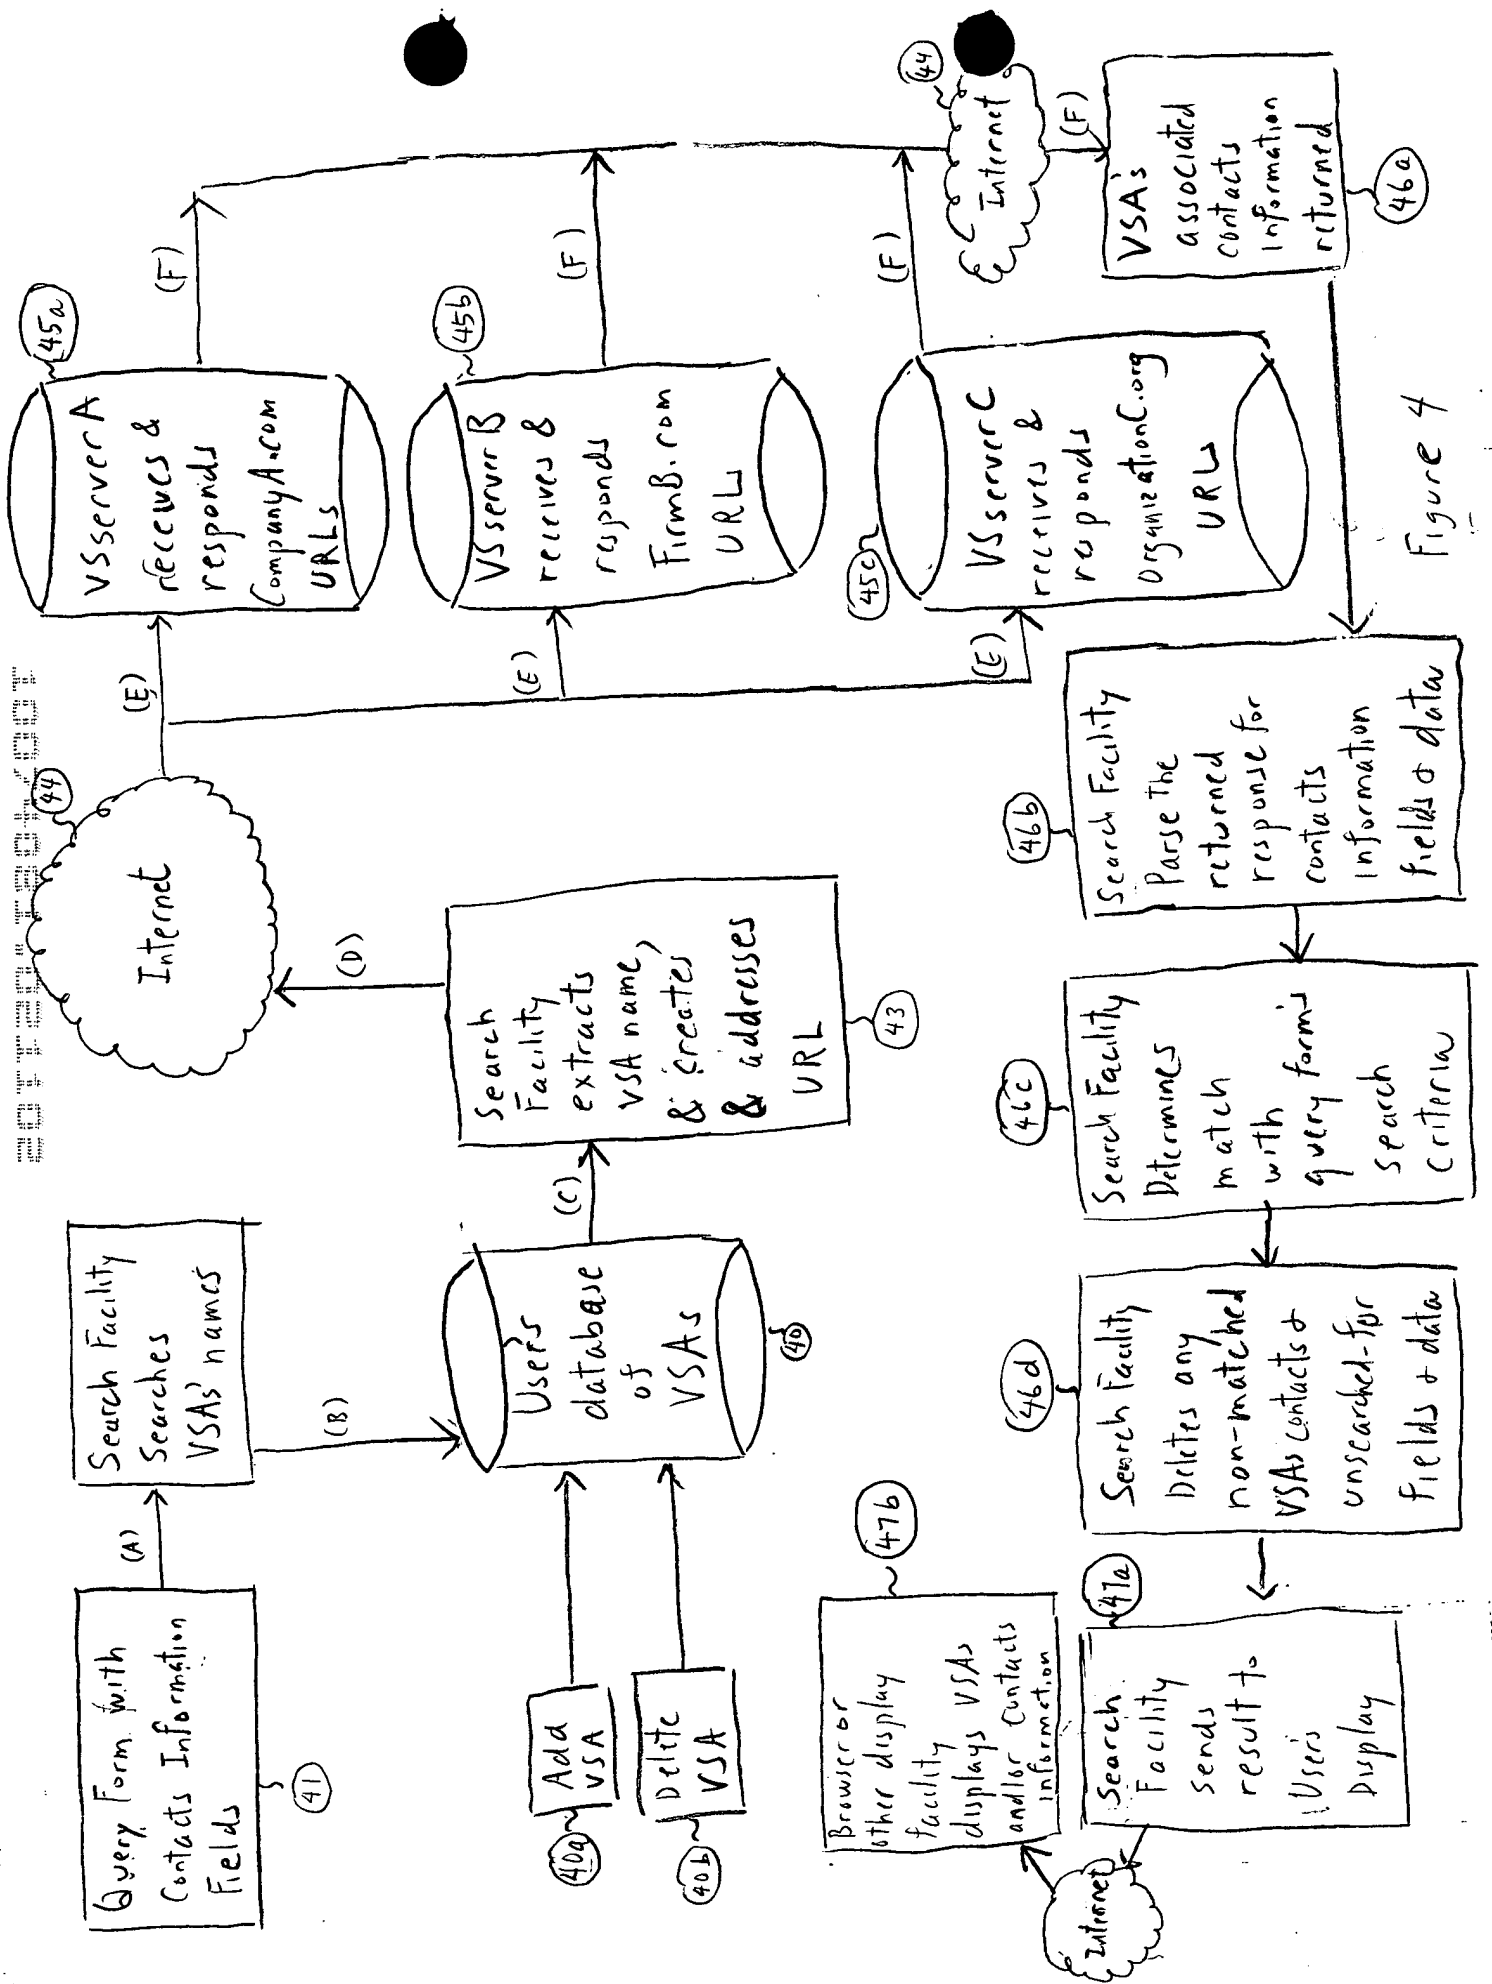 Query Form with
Contacts Information
Fields
41
(A)
Search Facility
Searches
VSAs' names
(B)
Add
VSA
40a
Delete
VSA
40b
User's
database
of
VSAs
40
(C)
Search
Facility
extracts
VSA name,
& creates
& addresses
URL
43
(D)
Internet
44
(E)
(E)
(E)
VSserver A
receives &
responds
CompanyA.com
URLs
45a
(F)
VSserver B
receives &
responds
FirmB.com
URLs
45b
(F)
VSserver C
receives &
responds
OrganizationC.org
URLs
45c
(F)
Internet
44
(F)
VSA's
associated
contacts
information
returned
46a
Search Facility
Parse the
returned
response for
contacts
information
fields & data
46b
Search Facility
Determines
match
with
query form's
search
criteria
46c
Search Facility
Deletes any
non-matched
VSAs contacts &
unsearched-for
fields & data
46d
Search
Facility
sends
result to
User's
Display
47a
Internet
Browser or
other display
facility
displays VSAs
and/or contacts
information
47b
Figure 4